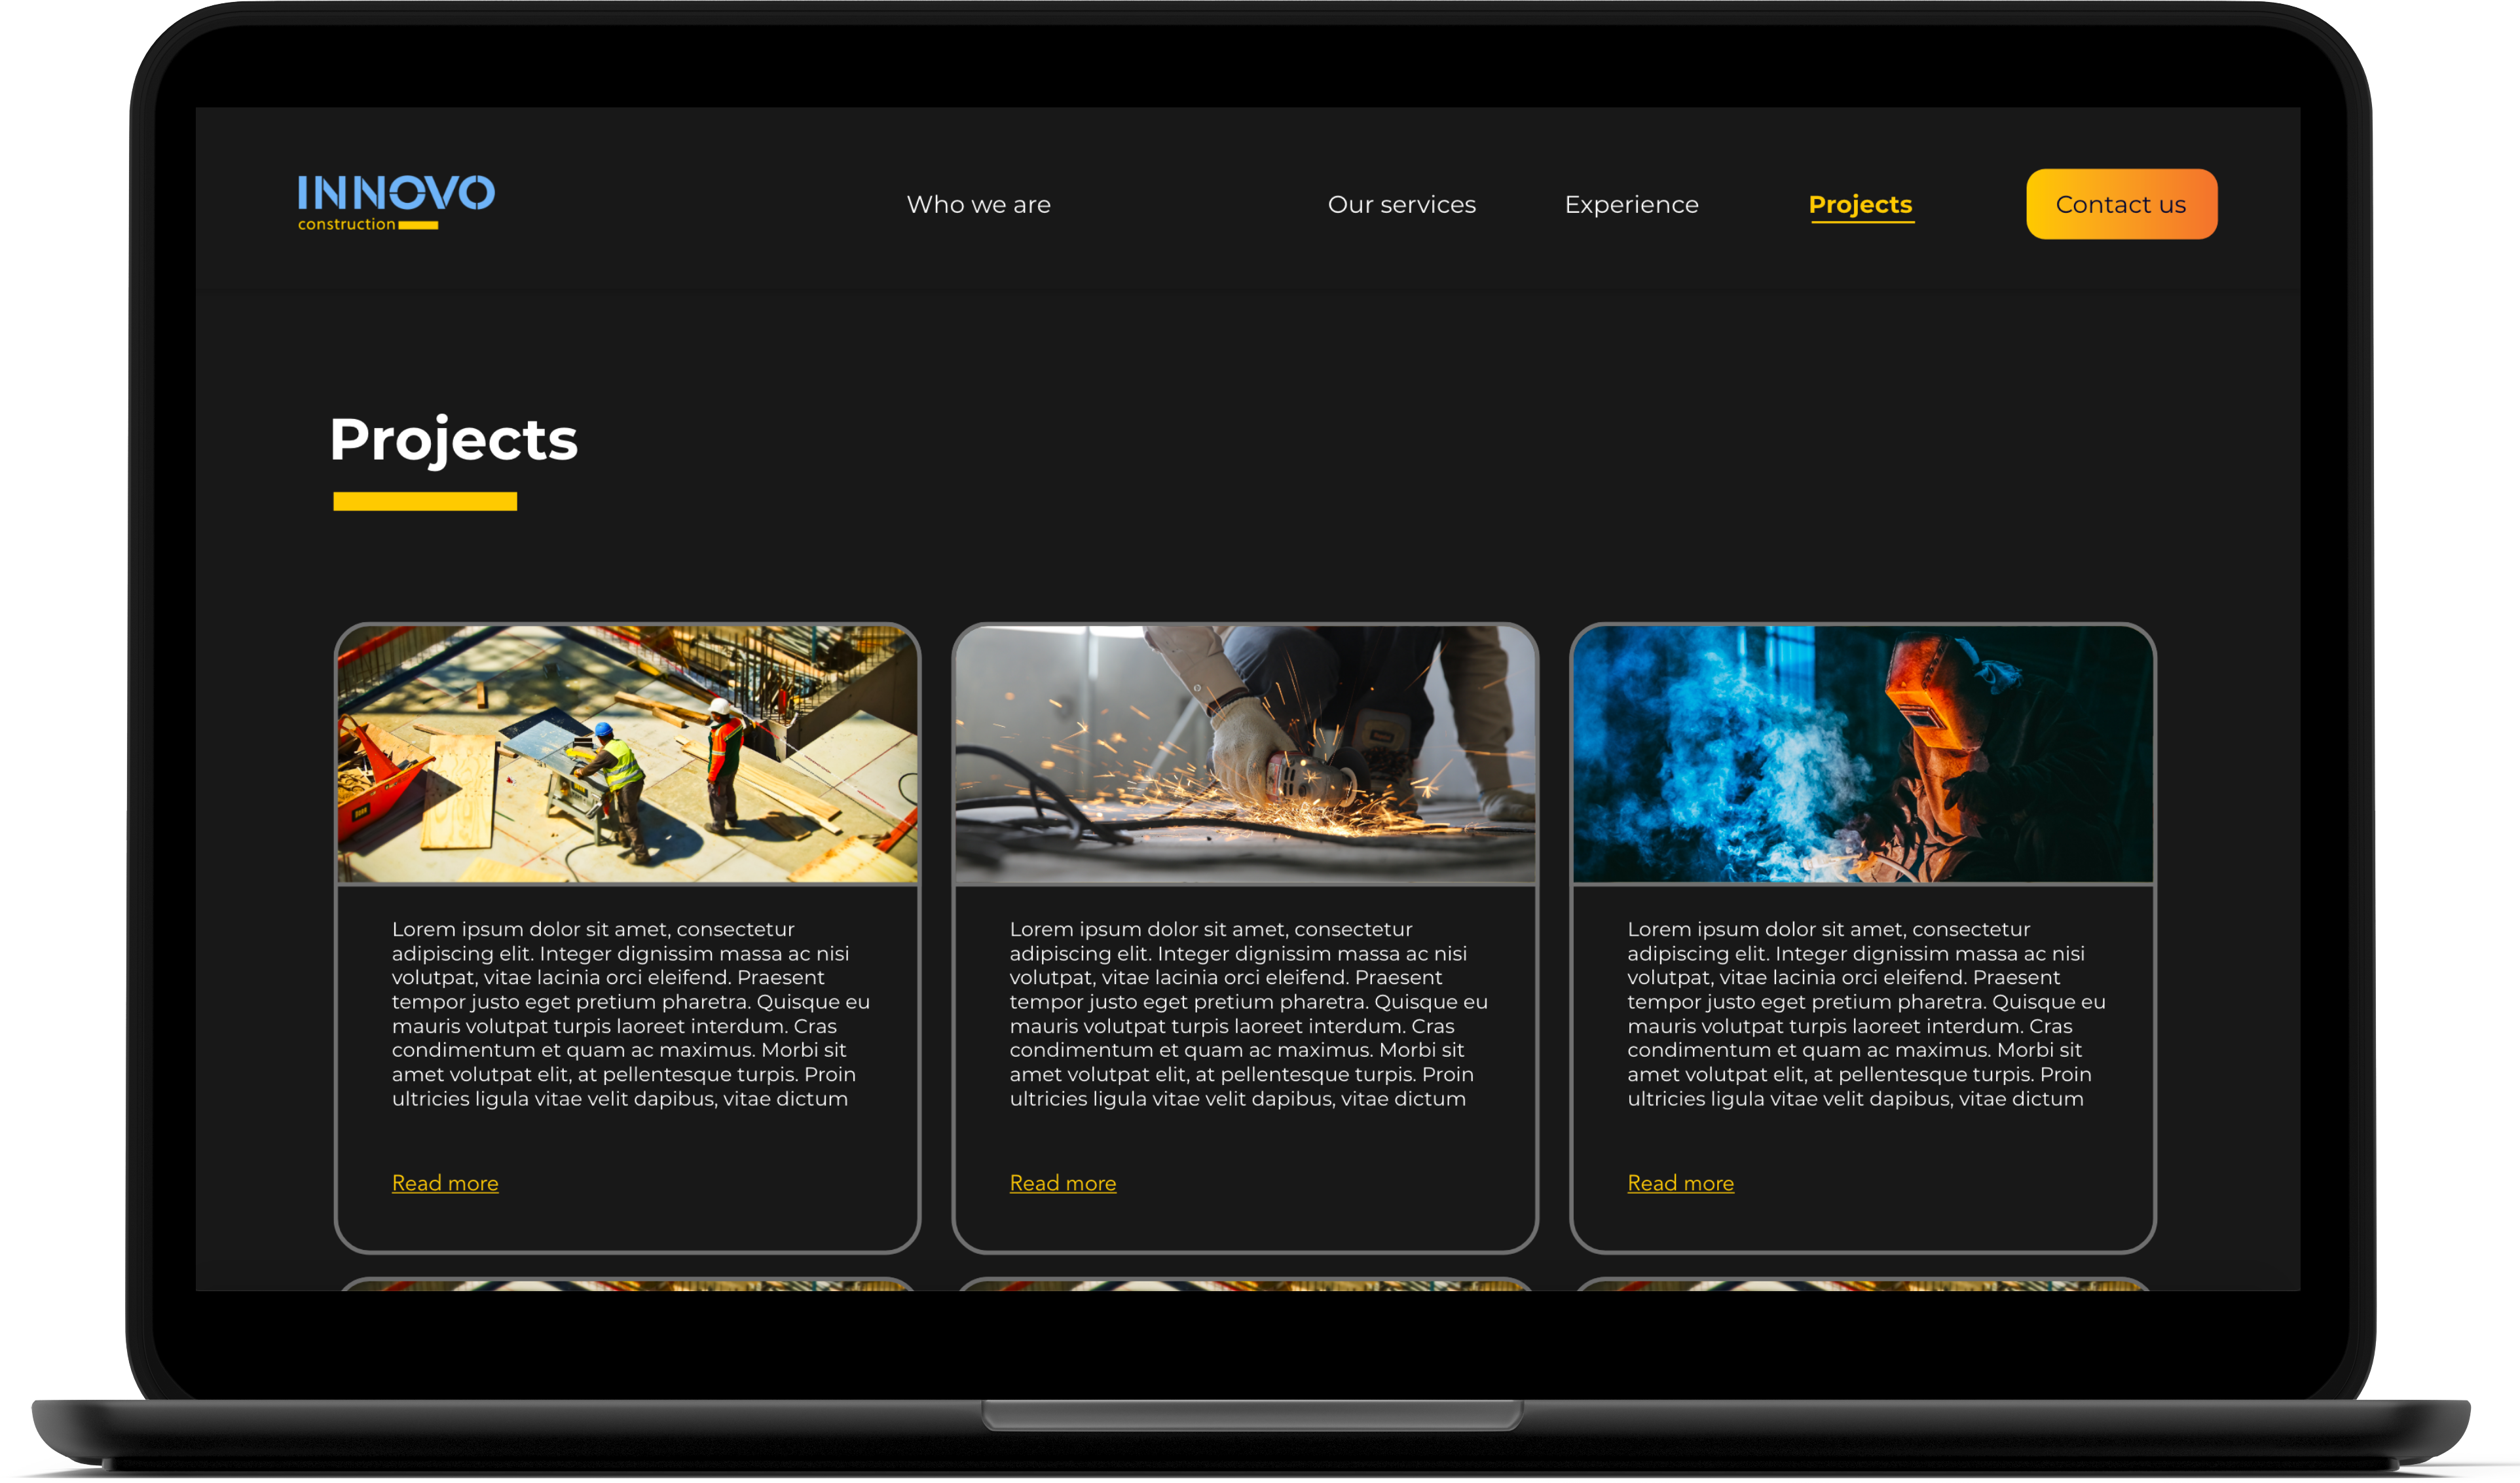 INNOVO
construction
Who we are
Our services
Experience
Projects
Contact us
Projects
Lorem ipsum dolor sit amet, consectetur
adipiscing elit. Integer dignissim massa ac nisi
volutpat, vitae lacinia orci eleifend. Praesent
tempor justo eget pretium pharetra. Quisque eu
mauris volutpat turpis laoreet interdum. Cras
condimentum et quam ac maximus. Morbi sit
amet volutpat elit, at pellentesque turpis. Proin
ultricies ligula vitae velit dapibus, vitae dictum
Read more
Lorem ipsum dolor sit amet, consectetur
adipiscing elit. Integer dignissim massa ac nisi
volutpat, vitae lacinia orci eleifend. Praesent
tempor justo eget pretium pharetra. Quisque eu
mauris volutpat turpis laoreet interdum. Cras
condimentum et quam ac maximus. Morbi sit
amet volutpat elit, at pellentesque turpis. Proin
ultricies ligula vitae velit dapibus, vitae dictum
Read more
Lorem ipsum dolor sit amet, consectetur
adipiscing elit. Integer dignissim massa ac nisi
volutpat, vitae lacinia orci eleifend. Praesent
tempor justo eget pretium pharetra. Quisque eu
mauris volutpat turpis laoreet interdum. Cras
condimentum et quam ac maximus. Morbi sit
amet volutpat elit, at pellentesque turpis. Proin
ultricies ligula vitae velit dapibus, vitae dictum
Read more